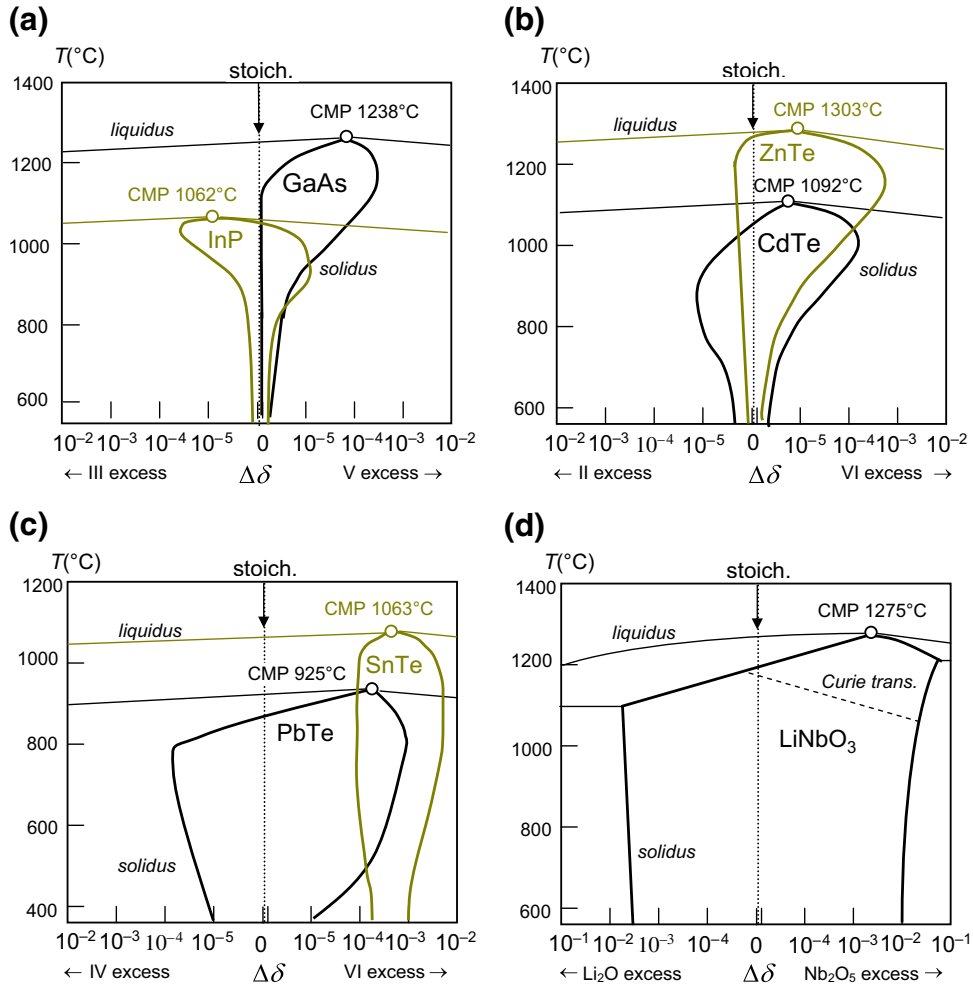 (a)
T(°C)
stoich.
1400
CMP 1238°C
liquidus
1200
GaAs
CMP 1062°C
1000
InP
solidus
800
600
10⁻² 10⁻³ 10⁻⁵ 0 10⁻⁵ 10⁻³ 10⁻²
← III excess Δδ V excess →
(b)
T(°C)
stoich.
1400
CMP 1303°C
liquidus
ZnTe
1200
CMP 1092°C
1000
CdTe
solidus
800
600
10⁻² 10⁻³ 10⁻⁴ 10⁻⁵ 0 10⁻⁵ 10⁻⁴ 10⁻³ 10⁻²
← II excess Δδ VI excess →
(c)
T(°C)
stoich.
1200
CMP 1063°C
liquidus
1000
SnTe
CMP 925°C
PbTe
800
600
solidus
400
10⁻² 10⁻³ 10⁻⁴ 10⁻⁵ 0 10⁻⁵ 10⁻⁴ 10⁻³ 10⁻²
← IV excess Δδ VI excess →
(d)
T(°C)
stoich.
1400
CMP 1275°C
liquidus
1200
Curie trans.
LiNbO₃
1000
800
solidus
600
10⁻¹ 10⁻² 10⁻³ 10⁻⁴ 0 10⁻⁴ 10⁻³ 10⁻² 10⁻¹
← Li₂O excess Δδ Nb₂O₅ excess →